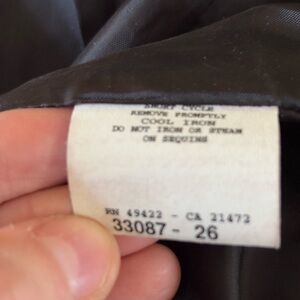 SHORT CYCLE
REMOVE PROMPTLY
COOL IRON
DO NOT IRON OR STEAM
ON SEQUINS
RN 49422 - CA 21472
33087 - 26